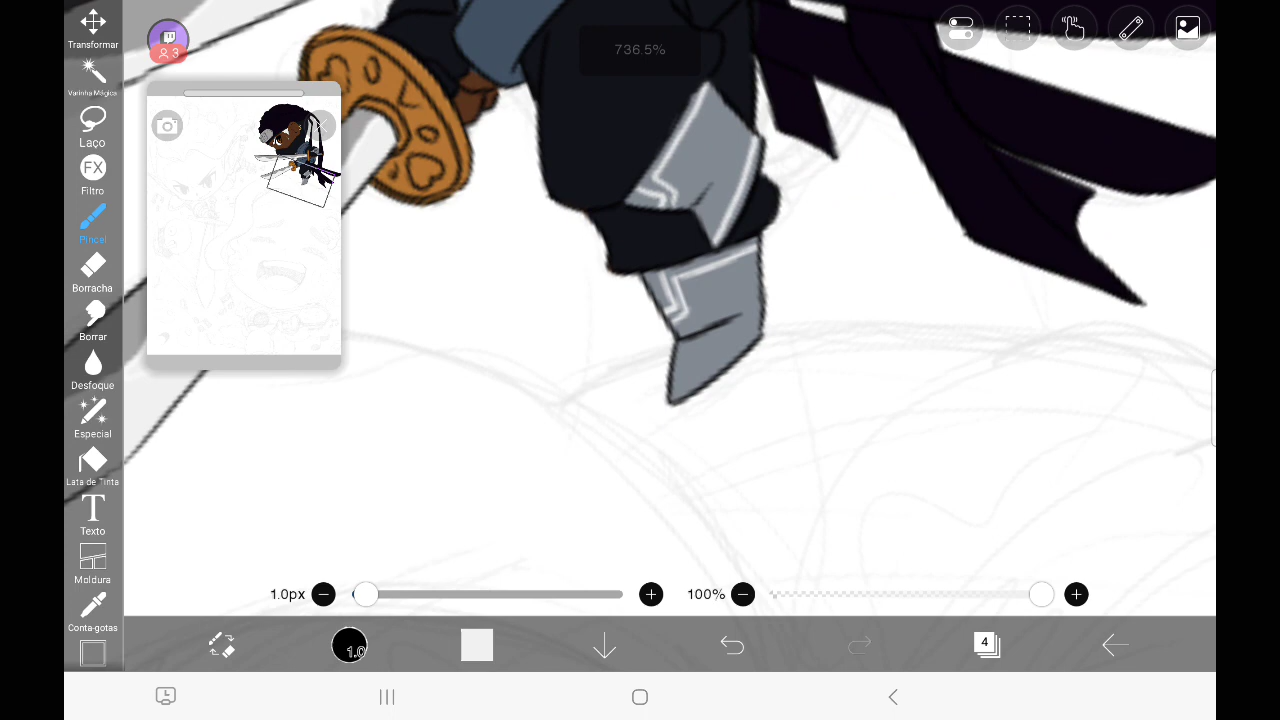 Transformar
Varinha Mágica
Laço
FX
Filtro
Pincel
Borracha
Borrar
Desfoque
Especial
Lata de Tinta
T
Texto
Moldura
Conta-gotas
3
736.5%
1.0px
100%
1.0
4